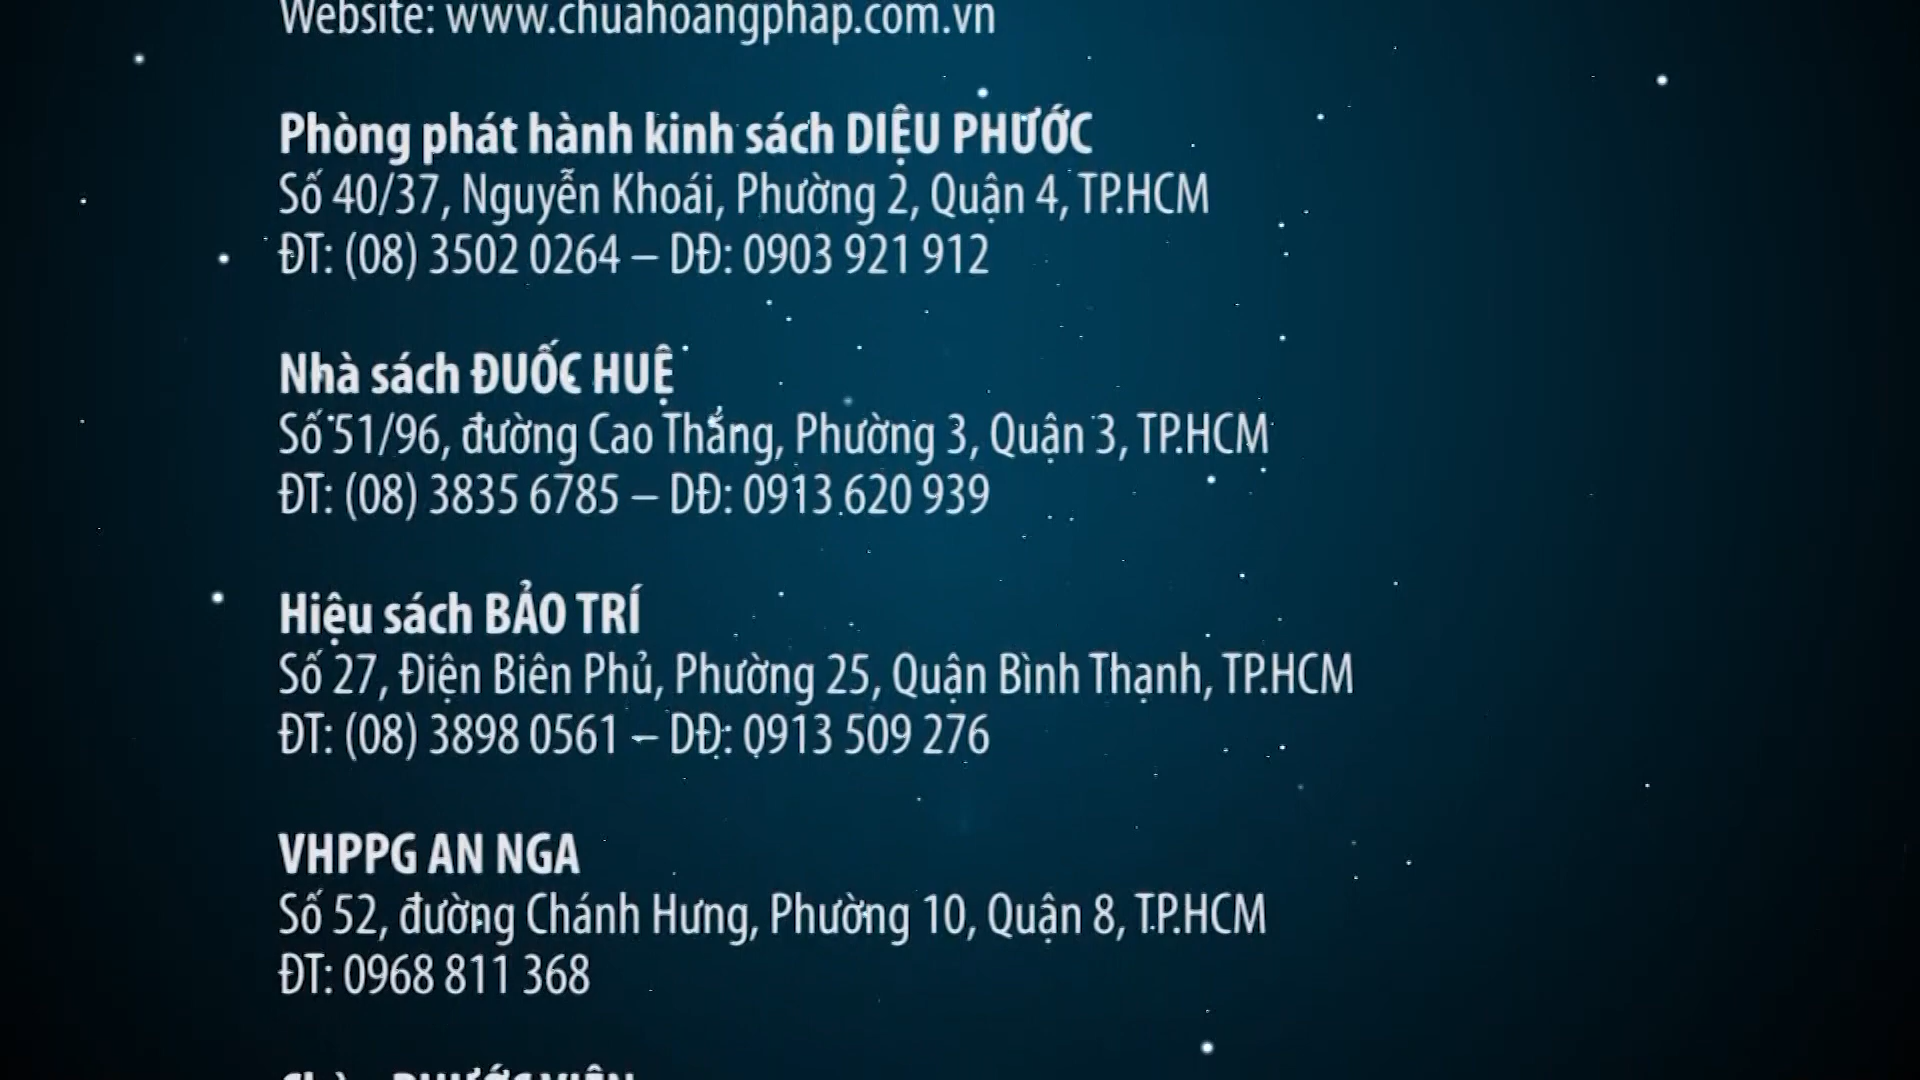 Website: www.chuahoangphap.com.vn
Phòng phát hành kinh sách DIỆU PHƯỚC
Số 40/37, Nguyễn Khoái, Phường 2, Quận 4, TP.HCM
ĐT: (08) 3502 0264 – DĐ: 0903 921 912
Nhà sách ĐUỐC HUỆ
Số 51/96, đường Cao Thắng, Phường 3, Quận 3, TP.HCM
ĐT: (08) 3835 6785 – DĐ: 0913 620 939
Hiệu sách BẢO TRÍ
Số 27, Điện Biên Phủ, Phường 25, Quận Bình Thạnh, TP.HCM
ĐT: (08) 3898 0561 – DĐ: 0913 509 276
VHPPG AN NGA
Số 52, đường Chánh Hưng, Phường 10, Quận 8, TP.HCM
ĐT: 0968 811 368